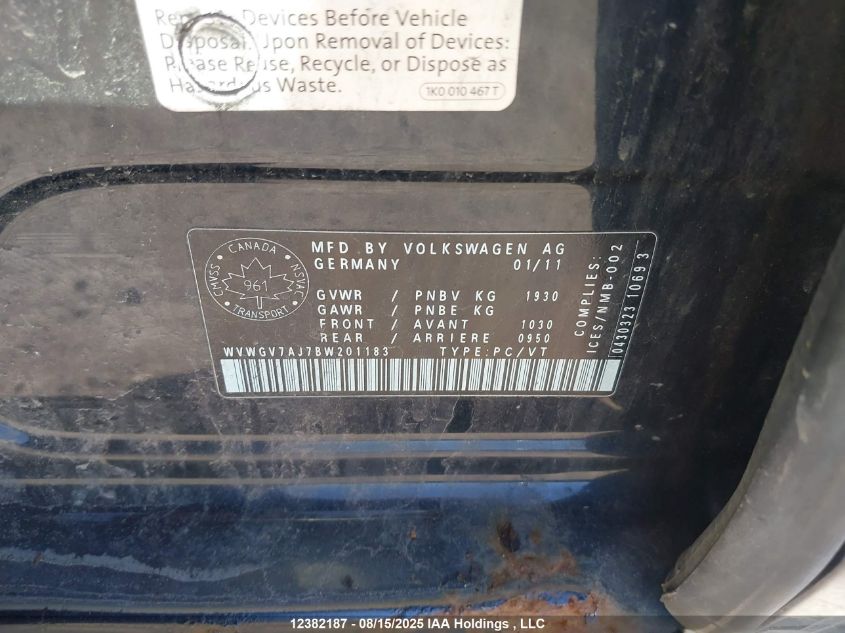 Devices Before Vehicle
Disposal. Upon Removal of Devices:
Please Reuse, Recycle, or Dispose as
Hazardous Waste.
1K0 010 467 T
CANADA
CMVSS
NSVAC
961
TRANSPORT
MFD BY VOLKSWAGEN AG
GERMANY 01/11
GVWR / PNBV KG 1930
GAWR / PNBE KG
FRONT / AVANT 1030
REAR / ARRIERE 0950
WVWGV7AJ7BW201183 TYPE:PC/VT
COMPLIES:
ICES/NMB-002
0430323 10693
12382187 - 08/15/2025 IAA Holdings , LLC